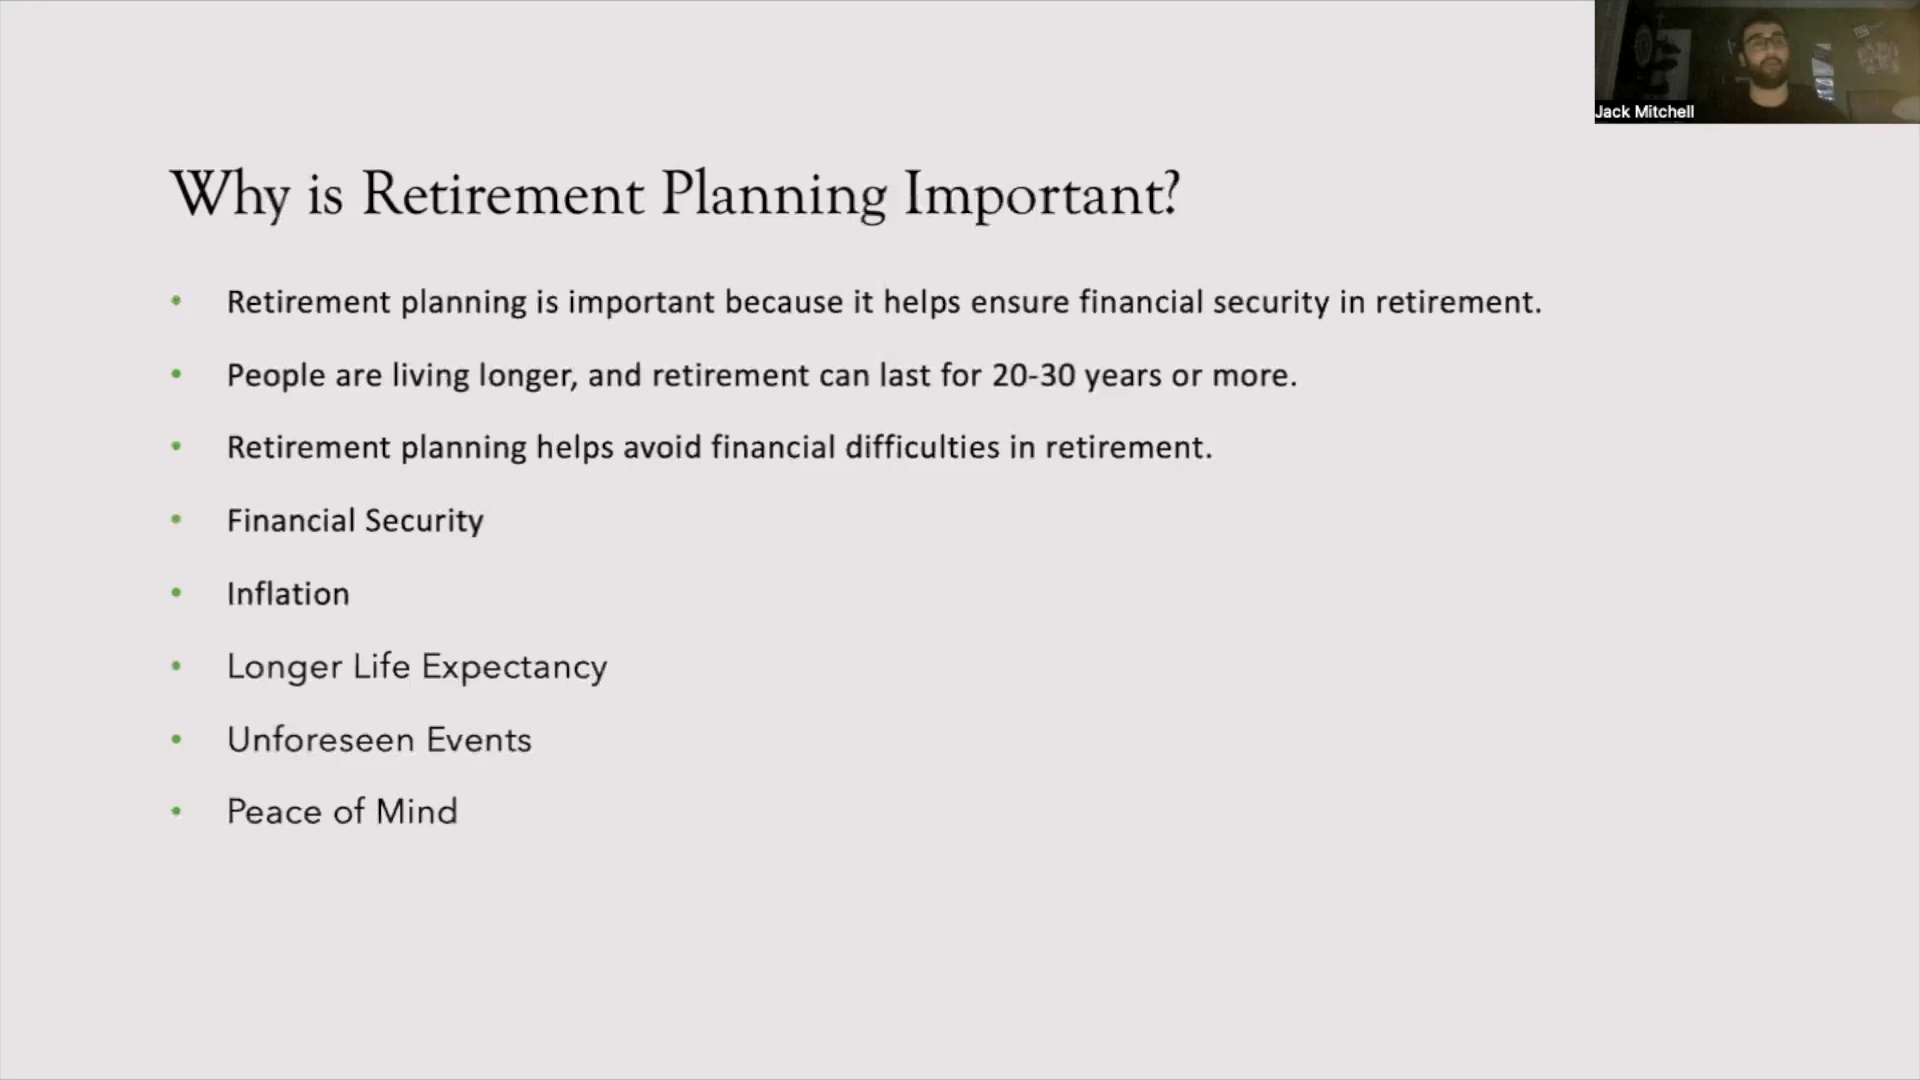 Jack Mitchell
Why is Retirement Planning Important?
• Retirement planning is important because it helps ensure financial security in retirement.
• People are living longer, and retirement can last for 20-30 years or more.
• Retirement planning helps avoid financial difficulties in retirement.
• Financial Security
• Inflation
• Longer Life Expectancy
• Unforeseen Events
• Peace of Mind